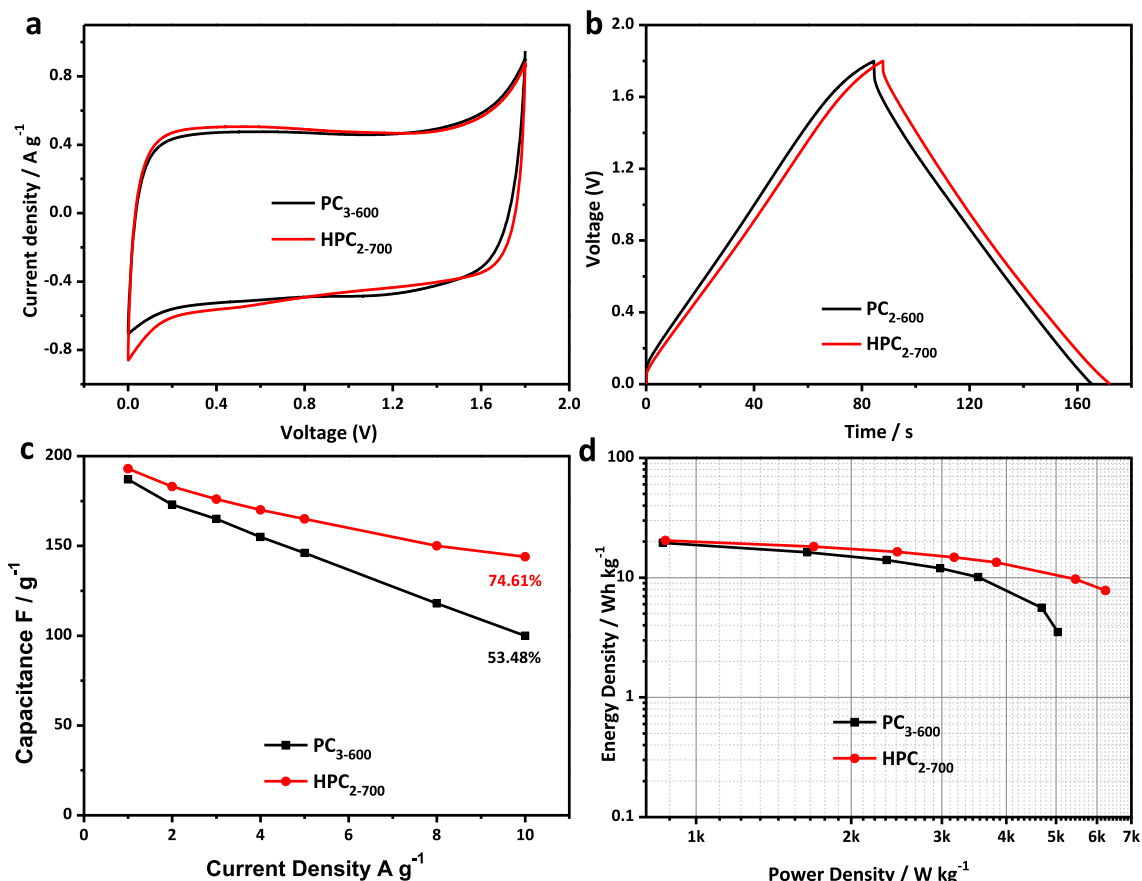 a
0.8
0.4
0.0
-0.4
-0.8
Current density / A g⁻¹
PC₃₋₆₀₀
HPC₂₋₇₀₀
0.0 0.4 0.8 1.2 1.6 2.0
Voltage (V)
b
2.0
1.6
1.2
0.8
0.4
0.0
Voltage (V)
PC₂₋₆₀₀
HPC₂₋₇₀₀
0 40 80 120 160
Time / s
c
200
150
100
50
0
Capacitance F / g⁻¹
74.61%
53.48%
PC₃₋₆₀₀
HPC₂₋₇₀₀
0 2 4 6 8 10
Current Density A g⁻¹
d
100
10
1
0.1
Energy Density / Wh kg⁻¹
PC₃₋₆₀₀
HPC₂₋₇₀₀
1k 2k 3k 4k 5k 6k 7k
Power Density / W kg⁻¹